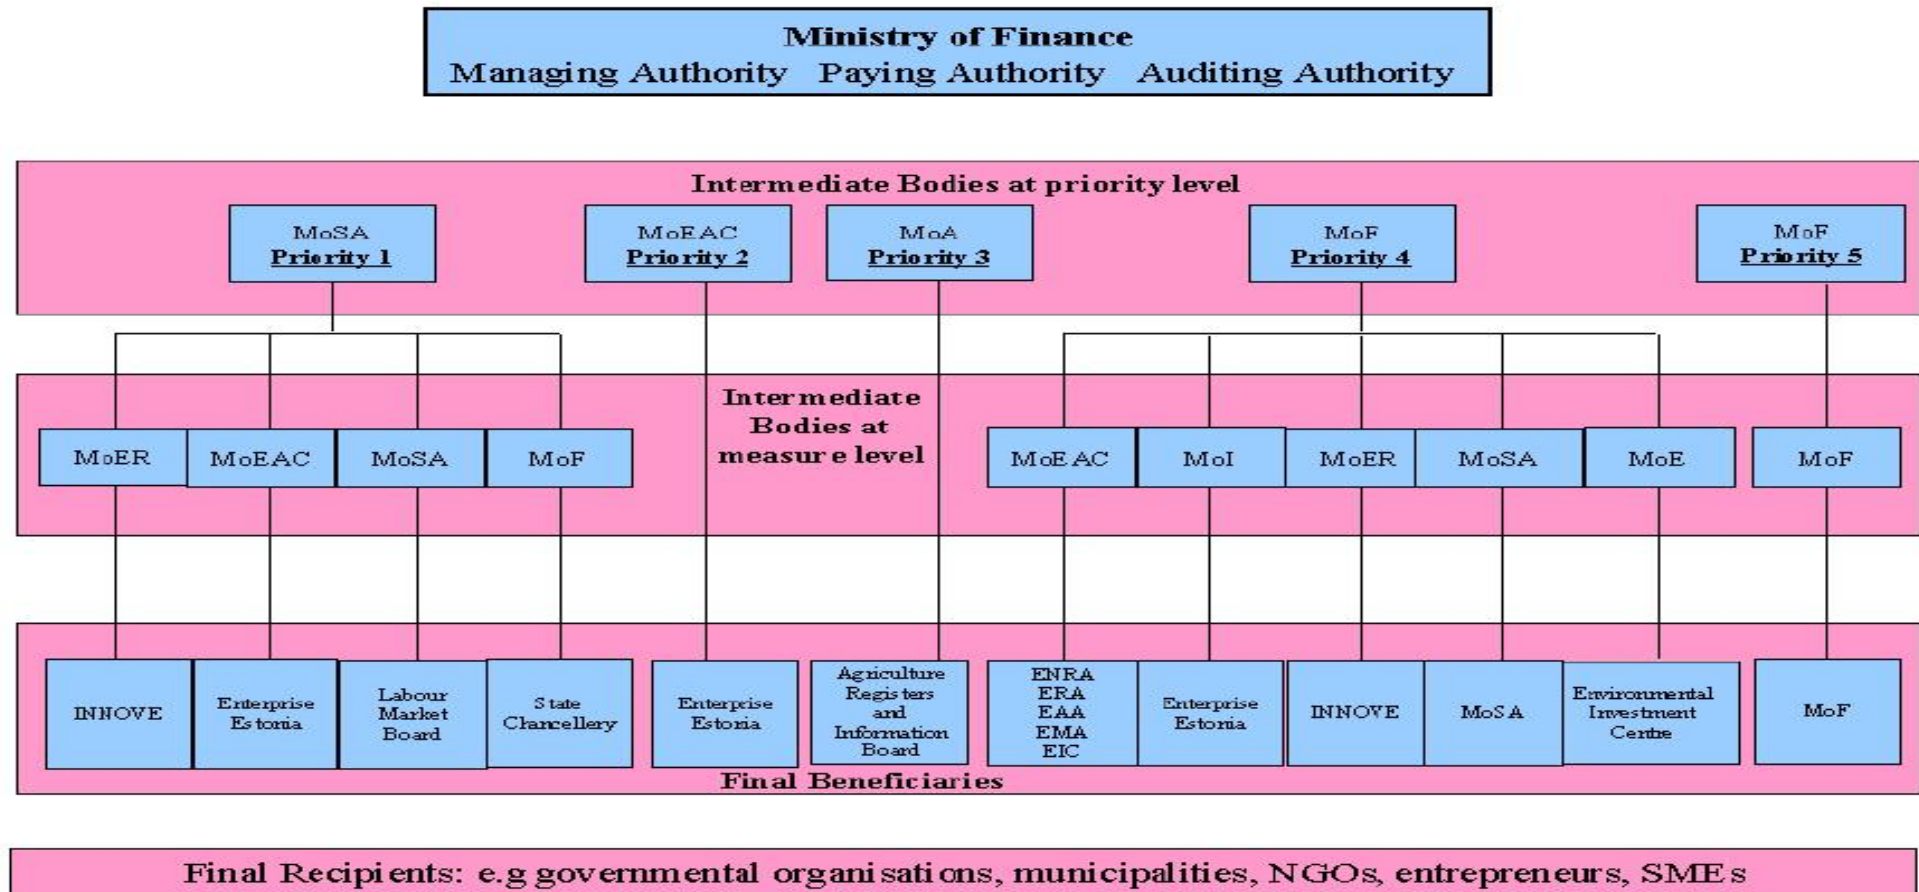 Ministry of Finance
Managing Authority Paying Authority Auditing Authority
Intermediate Bodies at priority level
MoSA
Priority 1
MoEAC
Priority 2
MoA
Priority 3
MoF
Priority 4
MoF
Priority 5
Intermediate
Bodies at
measure level
MoER
MoEAC
MoSA
MoF
MoEAC
MoI
MoER
MoSA
MoE
MoF
INNOVE
Enterprise
Estonia
Labour
Market
Board
State
Chancellery
Enterprise
Estonia
Agriculture
Registers
and
Information
Board
ENRA
ERA
EAA
EMA
EIC
Enterprise
Estonia
INNOVE
MoSA
Environmental
Investment
Centre
MoF
Final Beneficiaries
Final Recipients: e.g governmental organisations, municipalities, NGOs, entrepreneurs, SMEs